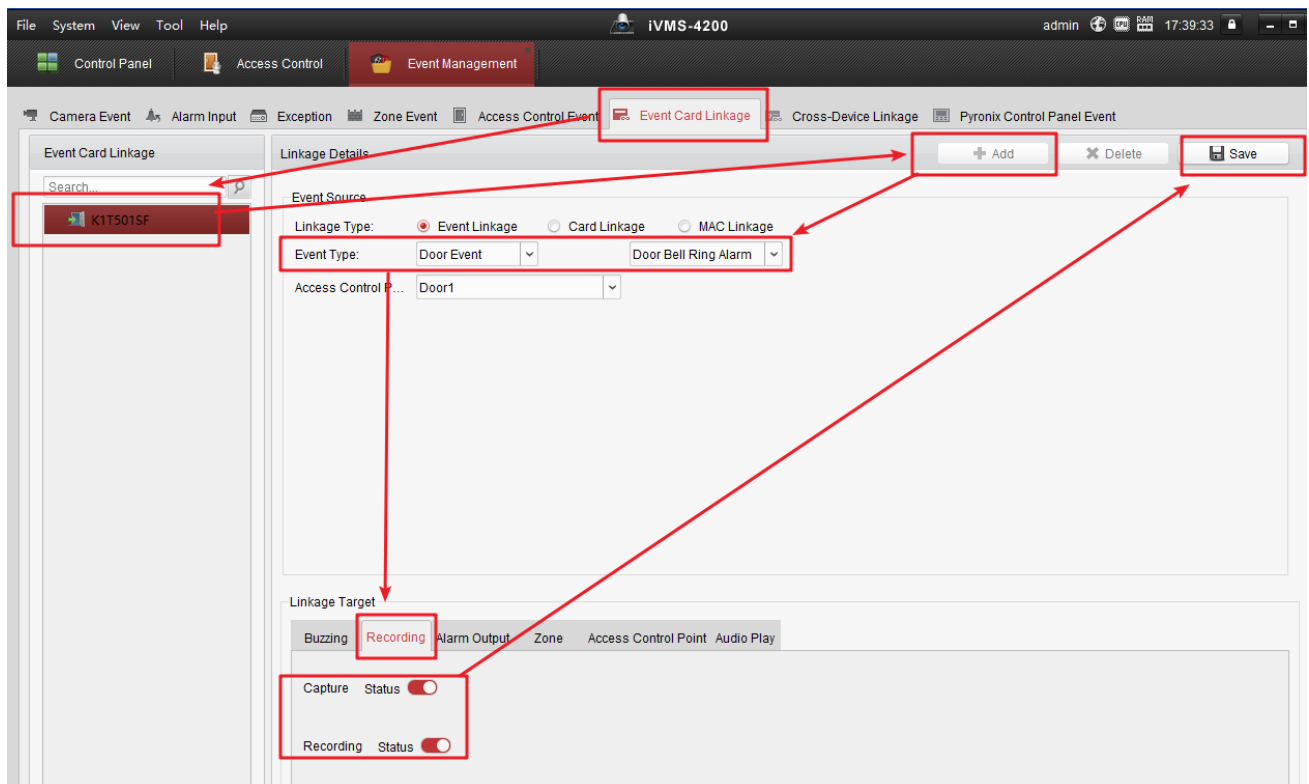 File System View Tool Help iVMS-4200 admin CPU RAM 17:39:33
Control Panel Access Control Event Management
Camera Event Alarm Input Exception Zone Event Access Control Event Event Card Linkage Cross-Device Linkage Pyronix Control Panel Event
Event Card Linkage Linkage Details Add Delete Save
Search...
Event Source
K1T501SF
Linkage Type: Event Linkage Card Linkage MAC Linkage
Event Type: Door Event Door Bell Ring Alarm
Access Control P... Door1
Linkage Target
Buzzing Recording Alarm Output Zone Access Control Point Audio Play
Capture Status
Recording Status